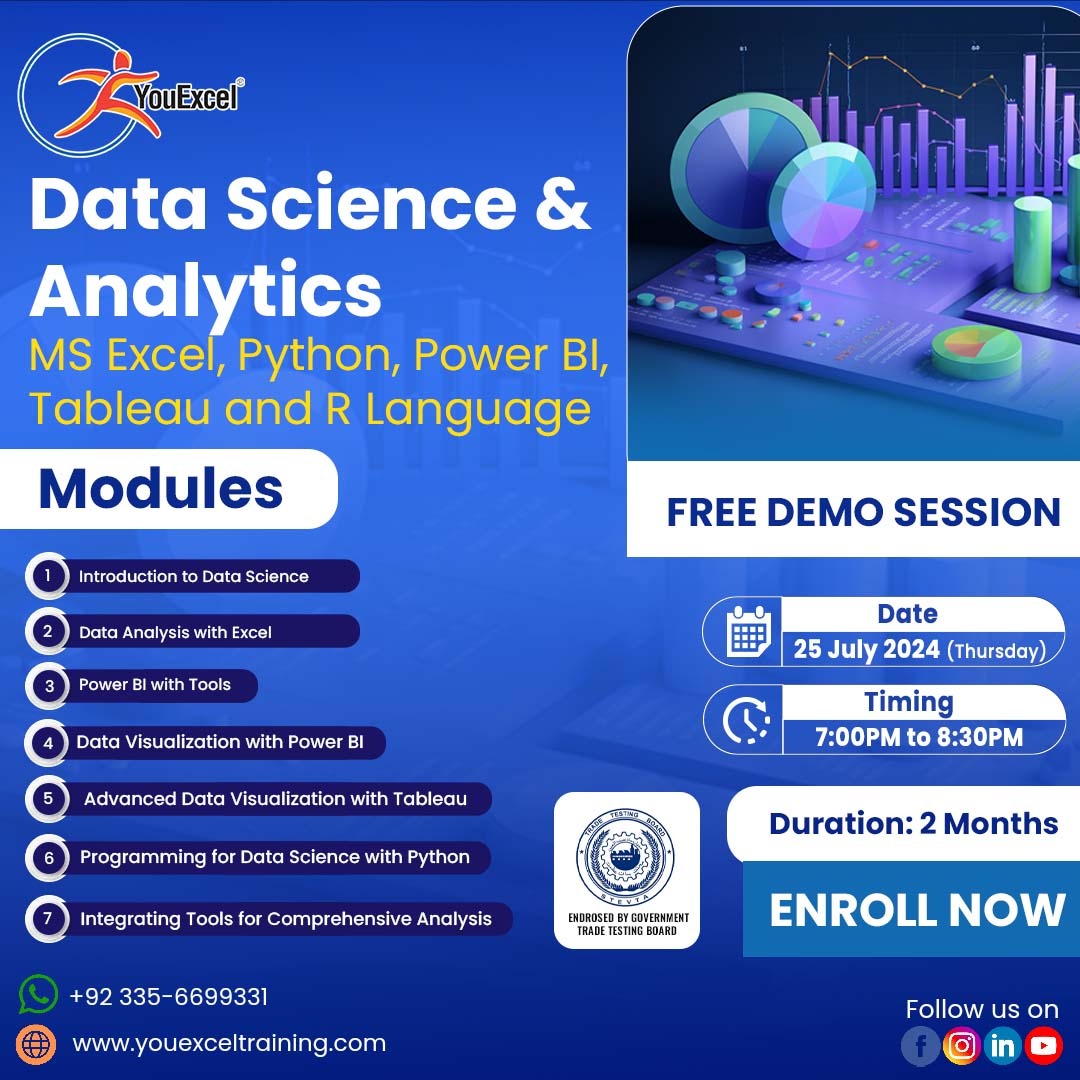 YouExcel®
Data Science &
Analytics
MS Excel, Python, Power BI,
Tableau and R Language
Modules
1 Introduction to Data Science
2 Data Analysis with Excel
3 Power BI with Tools
4 Data Visualization with Power BI
5 Advanced Data Visualization with Tableau
6 Programming for Data Science with Python
7 Integrating Tools for Comprehensive Analysis
FREE DEMO SESSION
Date
25 July 2024 (Thursday)
Timing
7:00PM to 8:30PM
TRADE TESTING BOARD
STEVTA
ENDROSED BY GOVERNMENT
TRADE TESTING BOARD
Duration: 2 Months
ENROLL NOW
+92 335-6699331
www.youexceltraining.com
Follow us on